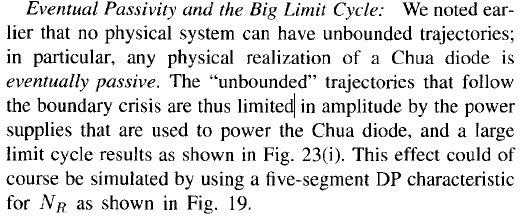 Eventual Passivity and the Big Limit Cycle: We noted ear-
lier that no physical system can have unbounded trajectories;
in particular, any physical realization of a Chua diode is
eventually passive. The “unbounded” trajectories that follow
the boundary crisis are thus limited in amplitude by the power
supplies that are used to power the Chua diode, and a large
limit cycle results as shown in Fig. 23(i). This effect could of
course be simulated by using a five-segment DP characteristic
for N_R as shown in Fig. 19.